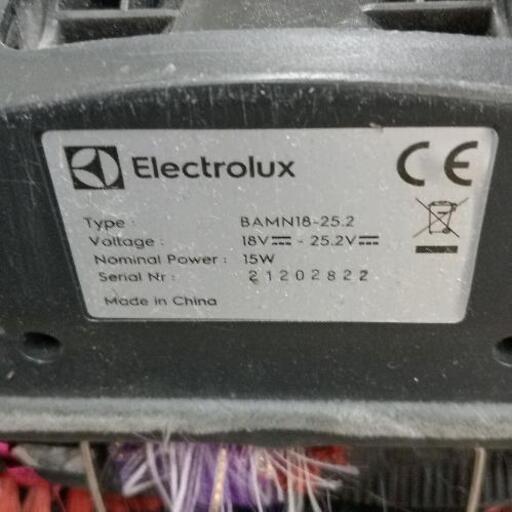 Electrolux
CE
Type : BAMN18-25.2
Voltage : 18V⎓ - 25.2V⎓
Nominal Power : 15W
Serial Nr : 21202822
Made in China